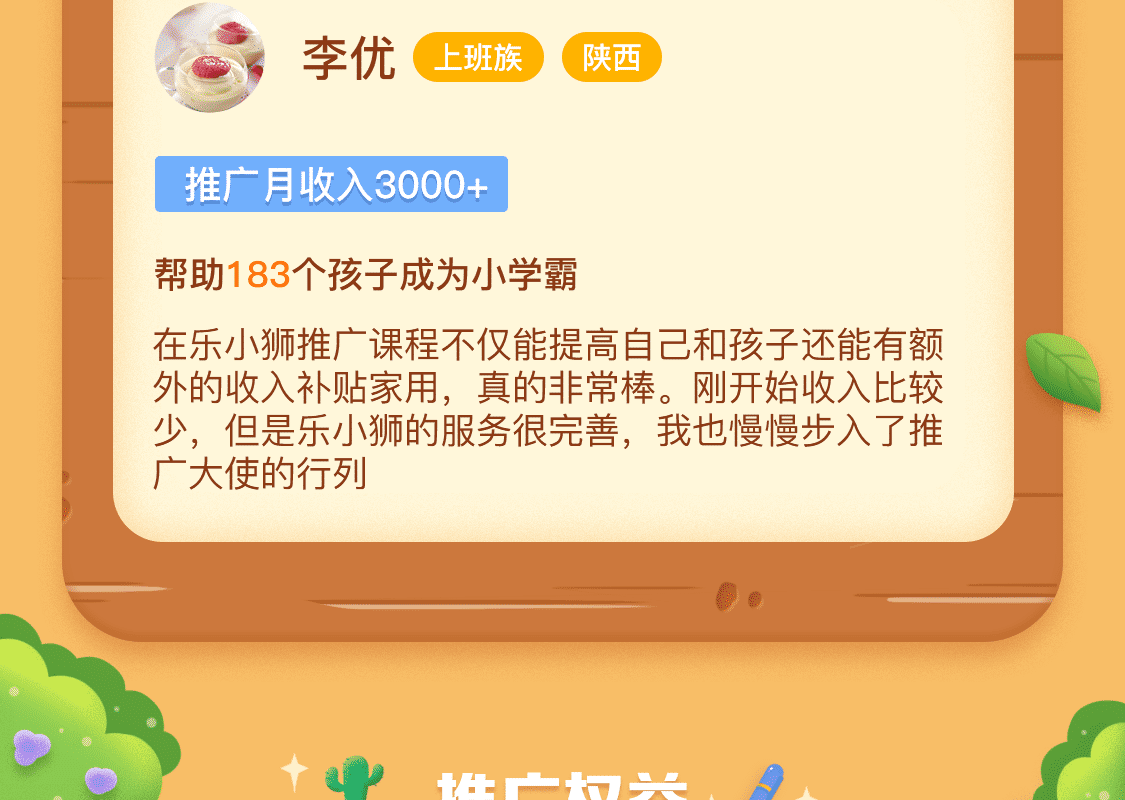 李优 上班族 陕西
推广月收入3000+
帮助183个孩子成为小学霸
在乐小狮推广课程不仅能提高自己和孩子还能有额
外的收入补贴家用，真的非常棒。刚开始收入比较
少，但是乐小狮的服务很完善，我也慢慢步入了推
广大使的行列
推广权益